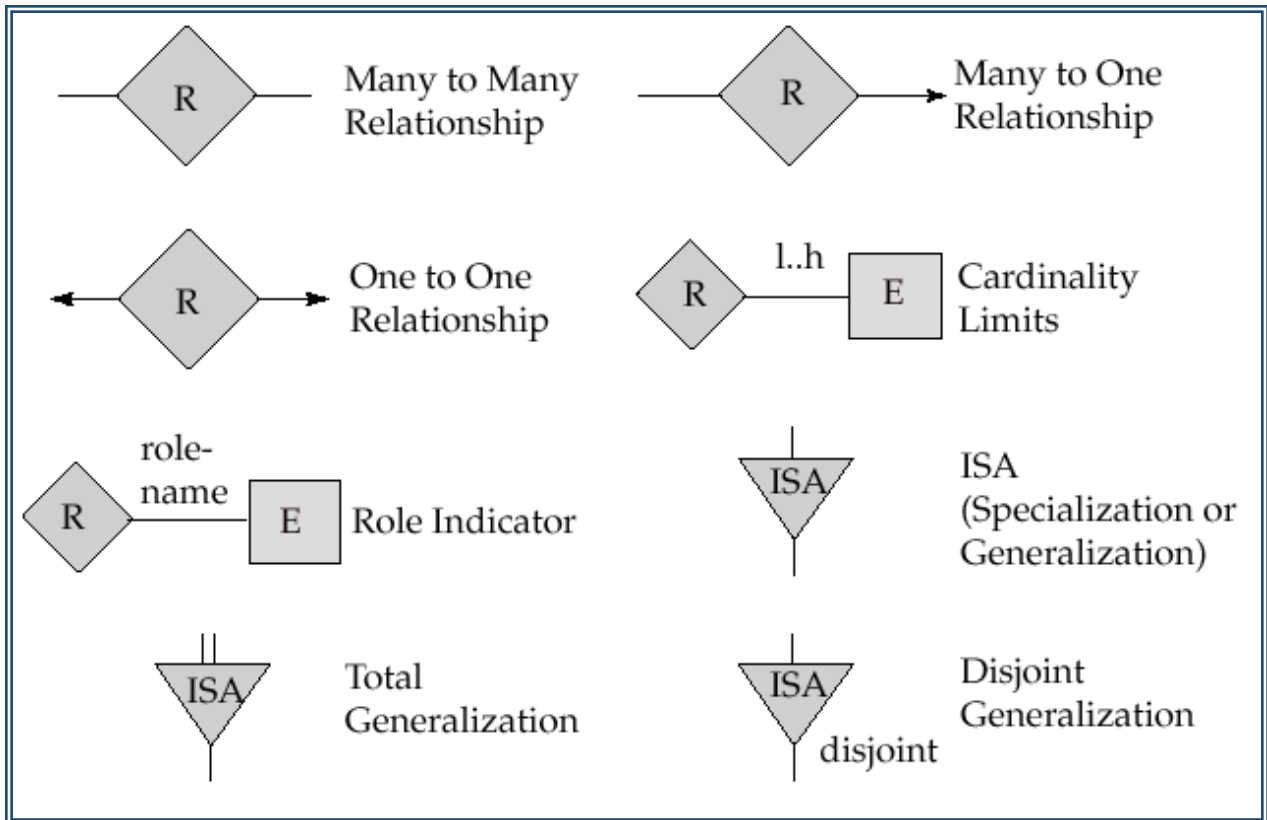 R
Many to Many
Relationship
R
Many to One
Relationship
R
One to One
Relationship
R
l..h
E
Cardinality
Limits
R
role-
name
E
Role Indicator
ISA
ISA
(Specialization or
Generalization)
ISA
Total
Generalization
ISA
disjoint
Disjoint
Generalization